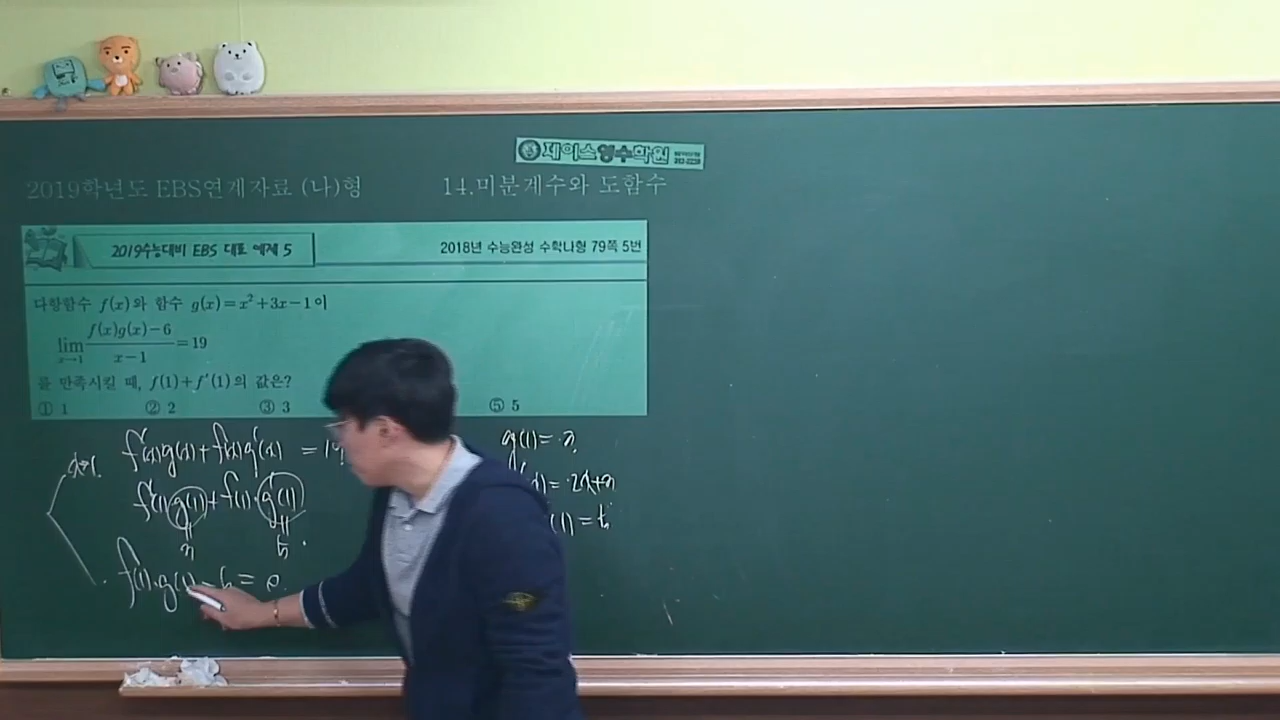 제이스영수학원
2019학년도 EBS연계자료 (나)형 14.미분계수와 도함수
2019수능대비 EBS 대표 예제 5 2018년 수능완성 수학나형 79쪽 5번
다항함수 f(x)와 함수 g(x)=x²+3x−1이
lim x→1 (f(x)g(x)−6)/(x−1) =19
를 만족시킬 때, f(1)+f′(1)의 값은?
① 1 ② 2 ③ 3 ⑤ 5
f′(x)g(x)+f(x)g′(x) =19
x=1.
f′(1)g(1)+f(1)·g′(1)
3 5
f(1)·g(1)−6=0
g(1)=3
′(x)=2x+3
(1)=5